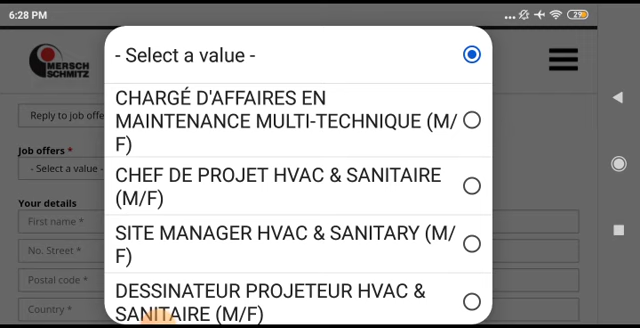 6:28 PM
29
MERSCH
SCHMITZ
Reply to job offe
Job offers *
- Select a value -
Your details
First name *
No. Street *
Postal code *
Country *
- Select a value -
CHARGÉ D'AFFAIRES EN
MAINTENANCE MULTI-TECHNIQUE (M/
F)
CHEF DE PROJET HVAC & SANITAIRE
(M/F)
SITE MANAGER HVAC & SANITARY (M/
F)
DESSINATEUR PROJETEUR HVAC &
SANITAIRE (M/F)